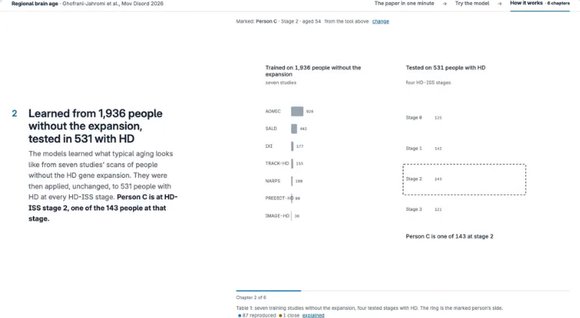 Regional brain age · Ghofrani-Jahromi et al., Mov Disord 2026
The paper in one minute → Try the model → How it works · 6 chapters
Marked: Person C · Stage 2 · aged 54 from the tool above change
2
Learned from 1,936 people
without the expansion,
tested in 531 with HD
The models learned what typical aging looks
like from seven studies' scans of people
without the HD gene expansion. They were
then applied, unchanged, to 531 people with
HD at every HD-ISS stage. Person C is at HD-
ISS stage 2, one of the 143 people at that
stage.
Trained on 1,936 people without the
expansion
seven studies
AOMIC 928
SALD
IXI 177
TRACK-HD
NARPS
PREDICT-HD
IMAGE-HD
Tested on 531 people with HD
four HD-ISS stages
Stage 0
Stage 1
Stage 2 143
Stage 3
Person C is one of 143 at stage 2
Chapter 2 of 6
Table 1: seven training studies without the expansion, four tested stages with HD. The ring is the marked person's side.
87 reproduced 1 close explained